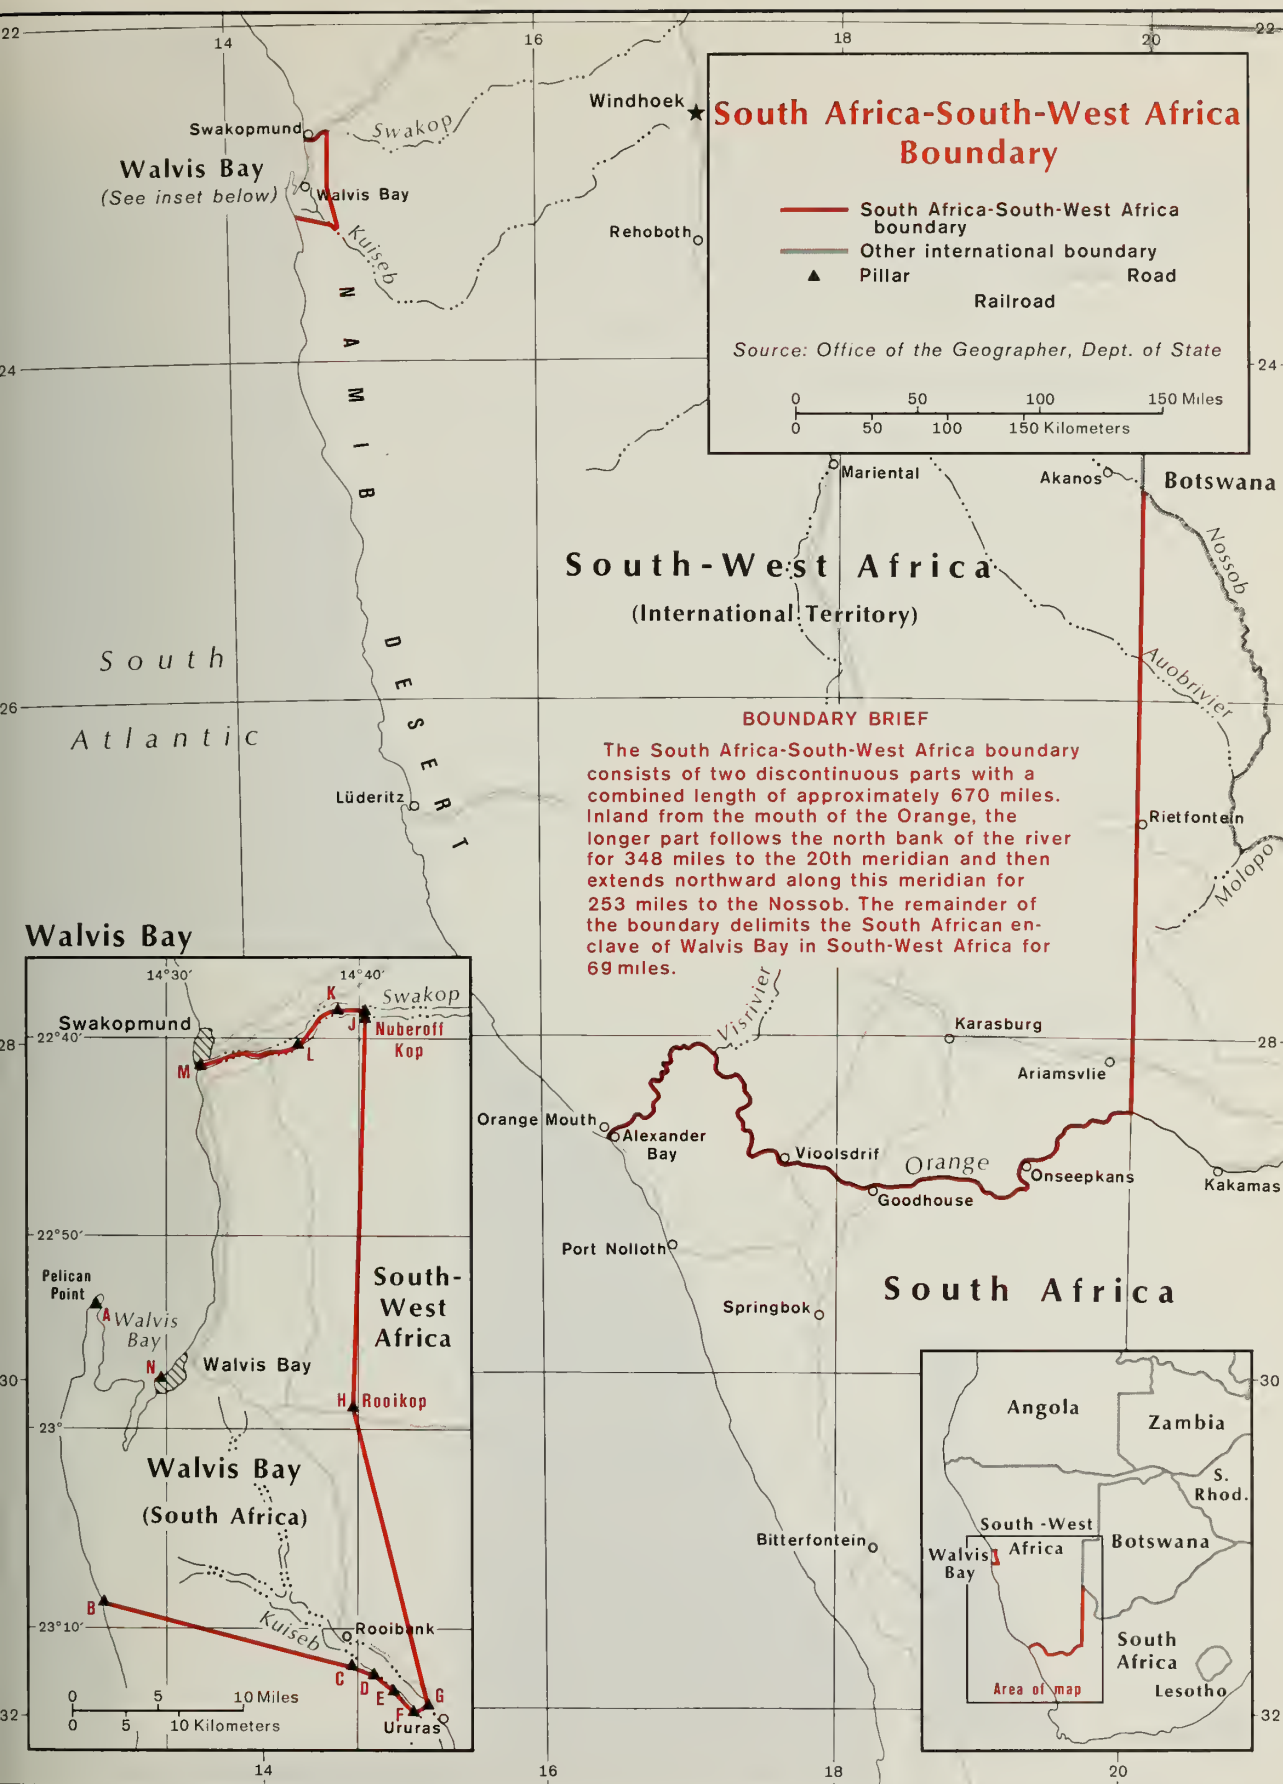 22
14
16
18
20
22
Windhoek
South Africa-South-West Africa
Boundary
South Africa-South-West Africa
boundary
Other international boundary
Pillar
Road
Railroad
Source: Office of the Geographer, Dept. of State
0 50 100 150 Miles
0 50 100 150 Kilometers
Swakopmund
Swakop
Walvis Bay
(See inset below)
Walvis Bay
Kuiseb
Rehoboth
NAMIB
DESERT
24
24
Mariental
Akanos
Botswana
Nossob
South-West Africa
(International Territory)
South
Atlantic
26
Auobrivier
BOUNDARY BRIEF
The South Africa-South-West Africa boundary
consists of two discontinuous parts with a
combined length of approximately 670 miles.
Inland from the mouth of the Orange, the
longer part follows the north bank of the river
for 348 miles to the 20th meridian and then
extends northward along this meridian for
253 miles to the Nossob. The remainder of
the boundary delimits the South African en-
clave of Walvis Bay in South-West Africa for
69 miles.
Lüderitz
Rietfontein
Molopo
Visrivier
Karasburg
28
28
Ariamsvlie
Orange Mouth
Alexander
Bay
Vioolsdrif
Orange
Goodhouse
Onseepkans
Kakamas
Port Nolloth
Springbok
South Africa
Bitterfontein
30
30
32
32
14
16
18
20
Walvis Bay
14°30'
14°40'
K
Swakop
Swakopmund
J
Nuberoff
Kop
22°40'
L
M
22°50'
Pelican
Point
A
Walvis
Bay
South-
West
Africa
N
Walvis Bay
H
Rooikop
23°
Walvis Bay
(South Africa)
B
Kuiseb
Rooibank
23°10'
C
D
E
F
G
Ururas
0 5 10 Miles
0 5 10 Kilometers
Angola
Zambia
S.
Rhod.
South-West
Africa
Walvis
Bay
Botswana
South
Africa
Lesotho
Area of map